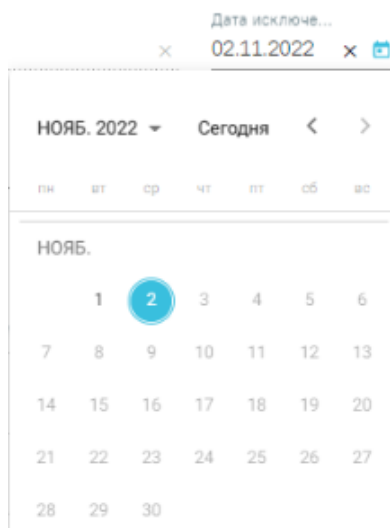 Дата исключе...
02.11.2022
НОЯБ. 2022 Сегодня
пн вт ср чт пт сб вс
НОЯБ.
1 2 3 4 5 6
7 8 9 10 11 12 13
14 15 16 17 18 19 20
21 22 23 24 25 26 27
28 29 30